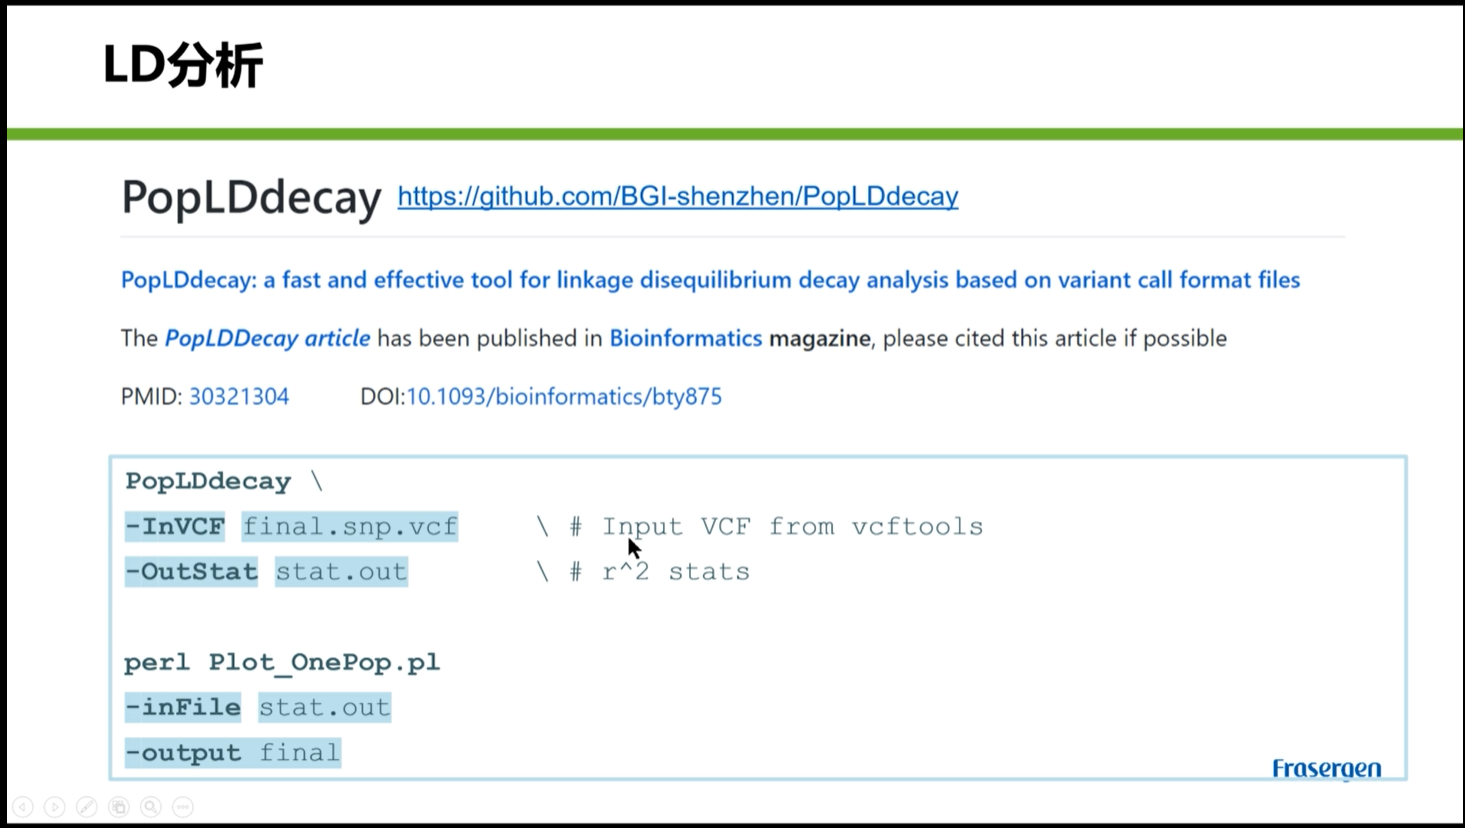 LD分析
PopLDdecay https://github.com/BGI-shenzhen/PopLDdecay
PopLDdecay: a fast and effective tool for linkage disequilibrium decay analysis based on variant call format files
The PopLDDecay article has been published in Bioinformatics magazine, please cited this article if possible
PMID: 30321304 DOI:10.1093/bioinformatics/bty875
PopLDdecay \
-InVCF final.snp.vcf \ # Input VCF from vcftools
-OutStat stat.out \ # r^2 stats
perl Plot_OnePop.pl
-inFile stat.out
-output final
Frasergen